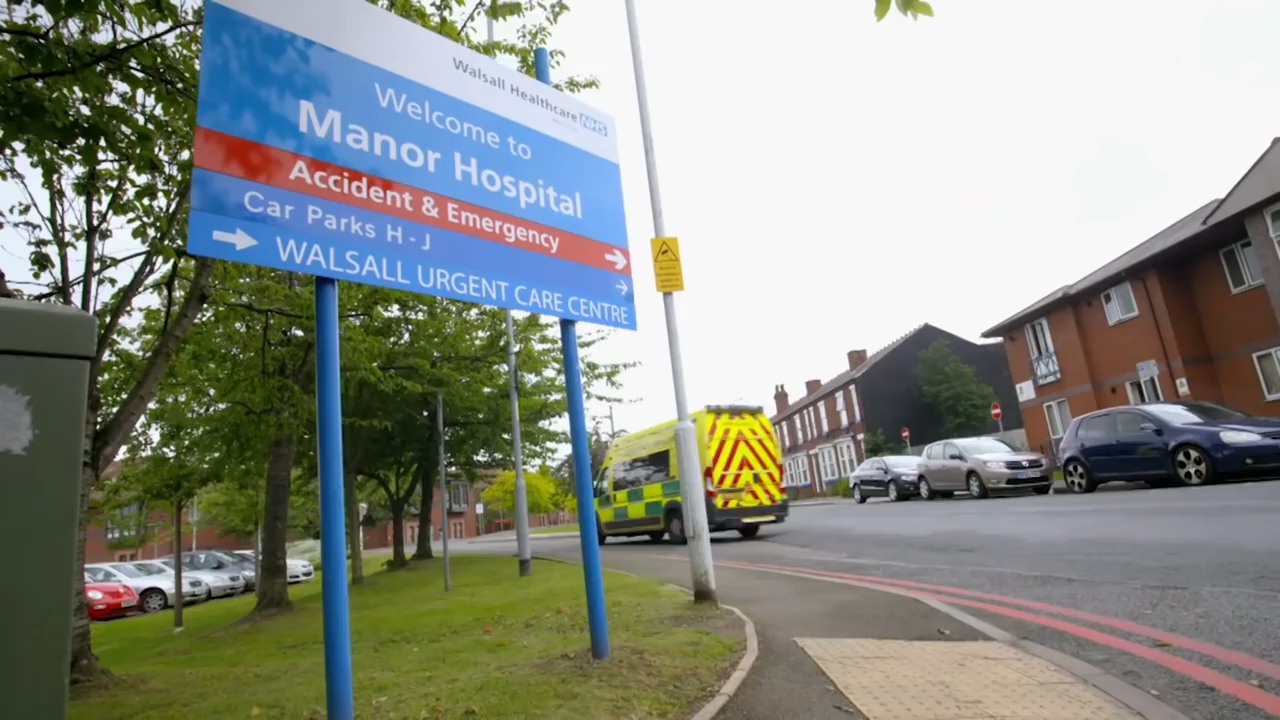 Walsall Healthcare NHS
Welcome to
Manor Hospital
Accident & Emergency
Car Parks H - J
WALSALL URGENT CARE CENTRE